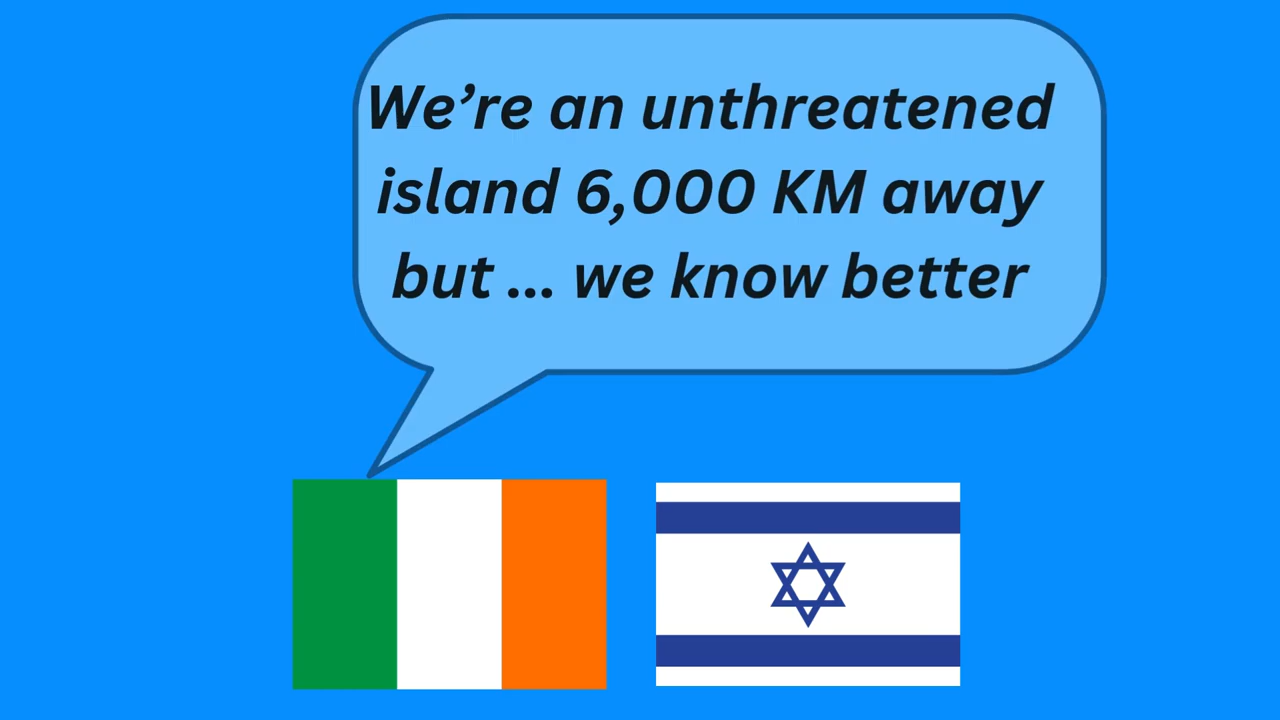 We’re an unthreatened
island 6,000 KM away
but ... we know better